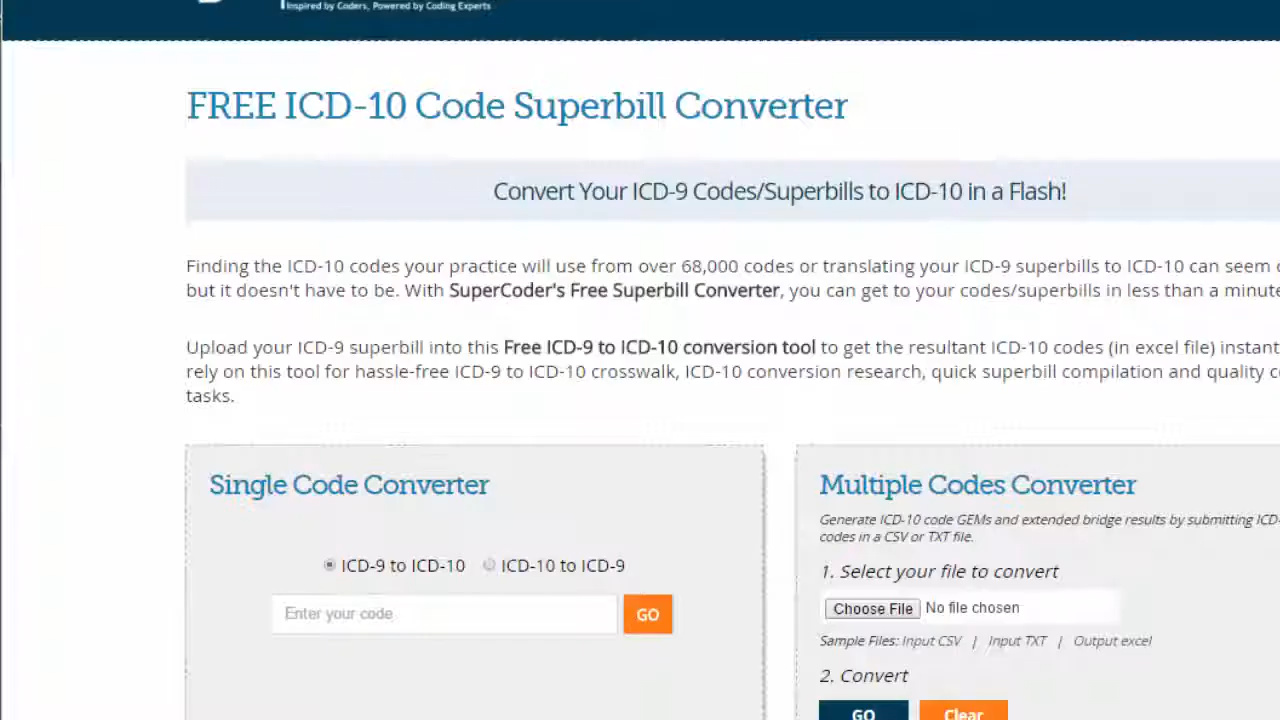 Inspired by Coders, Powered by Coding Experts
FREE ICD-10 Code Superbill Converter
Convert Your ICD-9 Codes/Superbills to ICD-10 in a Flash!
Finding the ICD-10 codes your practice will use from over 68,000 codes or translating your ICD-9 superbills to ICD-10 can seem
but it doesn't have to be. With SuperCoder's Free Superbill Converter, you can get to your codes/superbills in less than a minute
Upload your ICD-9 superbill into this Free ICD-9 to ICD-10 conversion tool to get the resultant ICD-10 codes (in excel file)
rely on this tool for hassle-free ICD-9 to ICD-10 crosswalk, ICD-10 conversion research, quick superbill compilation and quality
tasks.
Single Code Converter
ICD-9 to ICD-10 ICD-10 to ICD-9
Enter your code GO
Multiple Codes Converter
Generate ICD-10 code GEMs and extended bridge results by submitting ICD-
codes in a CSV or TXT file.
1. Select your file to convert
Choose File No file chosen
Sample Files: Input CSV | Input TXT | Output excel
2. Convert
GO Clear